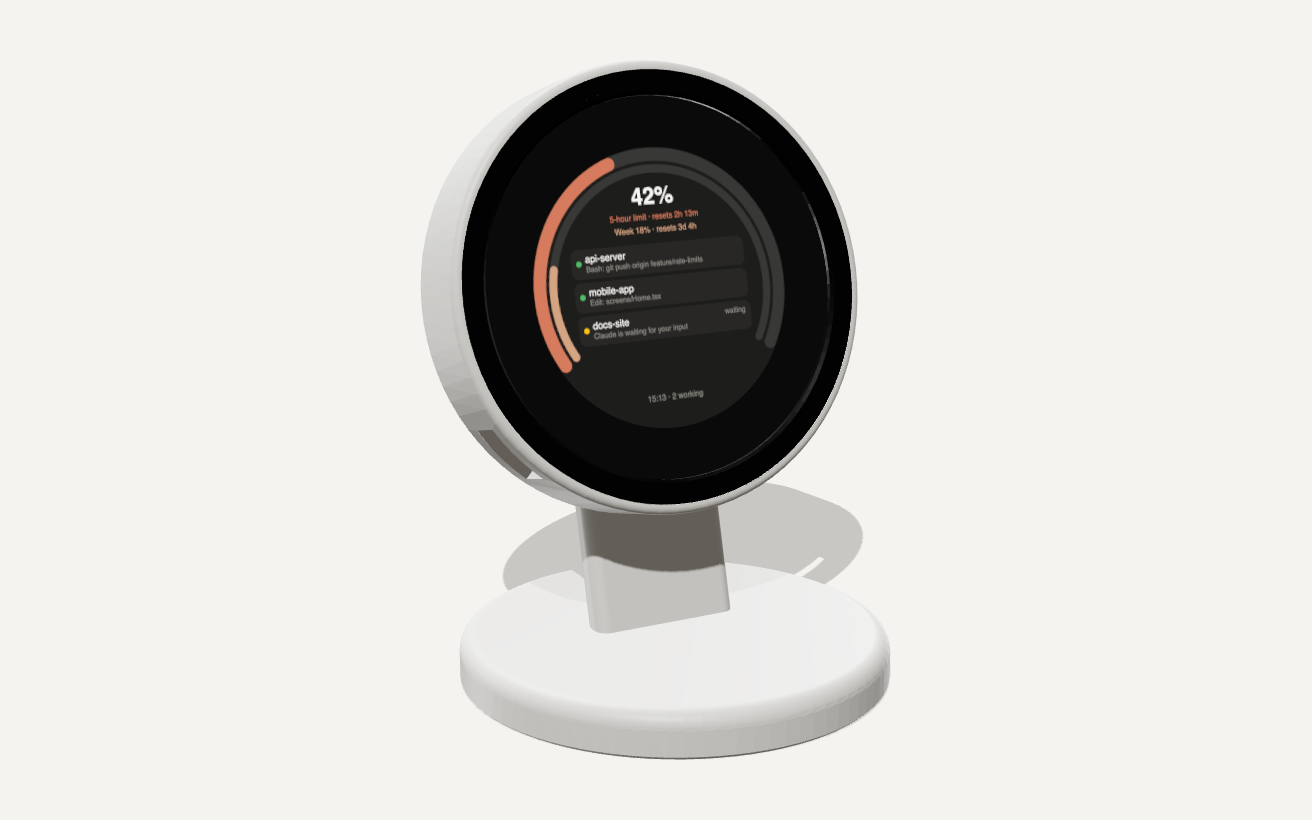 42%
5-hour limit · resets 2h 13m
Week 18% · resets 3d 4h
api-server
Bash: git push origin feature/rate-limits
mobile-app
Edit: screens/Home.tsx
docs-site
waiting
Claude is waiting for your input
15:13 · 2 working